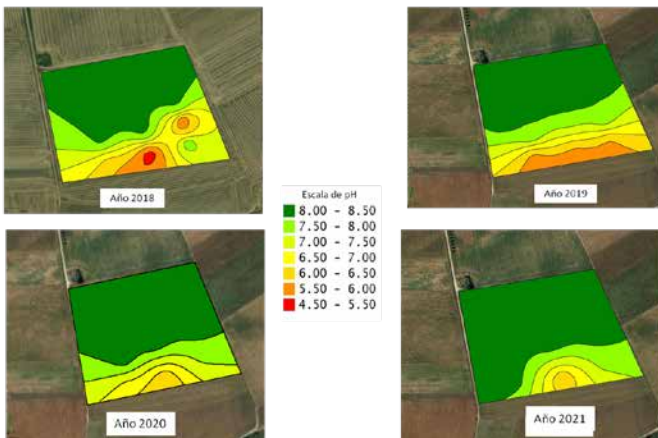 Año 2018
Año 2019
Escala de pH
8.00 - 8.50
7.50 - 8.00
7.00 - 7.50
6.50 - 7.00
6.00 - 6.50
5.50 - 6.00
4.50 - 5.50
Año 2020
Año 2021